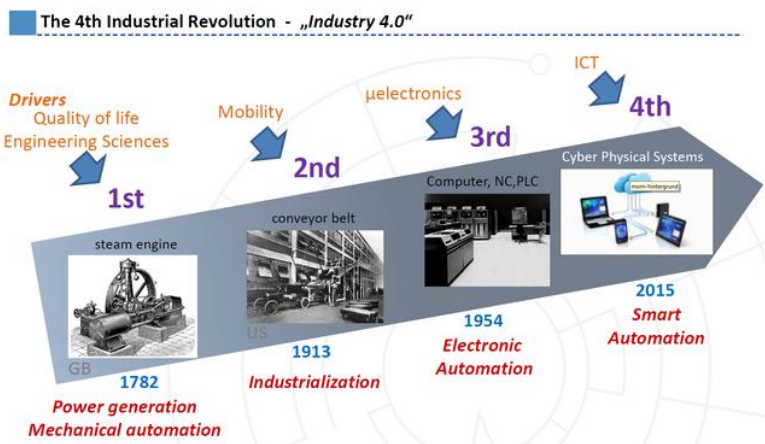 The 4th Industrial Revolution - „Industry 4.0“
Drivers
Quality of life
Engineering Sciences
1st
steam engine
GB
1782
Power generation
Mechanical automation
Mobility
2nd
conveyor belt
US
1913
Industrialization
µelectronics
3rd
Computer, NC,PLC
1954
Electronic
Automation
ICT
4th
Cyber Physical Systems
2015
Smart
Automation